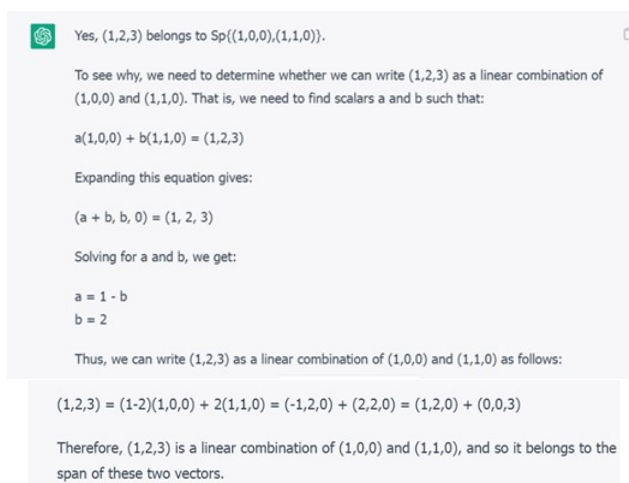 Yes, (1,2,3) belongs to Sp{(1,0,0),(1,1,0)}.
To see why, we need to determine whether we can write (1,2,3) as a linear combination of
(1,0,0) and (1,1,0). That is, we need to find scalars a and b such that:
a(1,0,0) + b(1,1,0) = (1,2,3)
Expanding this equation gives:
(a + b, b, 0) = (1, 2, 3)
Solving for a and b, we get:
a = 1 - b
b = 2
Thus, we can write (1,2,3) as a linear combination of (1,0,0) and (1,1,0) as follows:
(1,2,3) = (1-2)(1,0,0) + 2(1,1,0) = (-1,2,0) + (2,2,0) = (1,2,0) + (0,0,3)
Therefore, (1,2,3) is a linear combination of (1,0,0) and (1,1,0), and so it belongs to the
span of these two vectors.